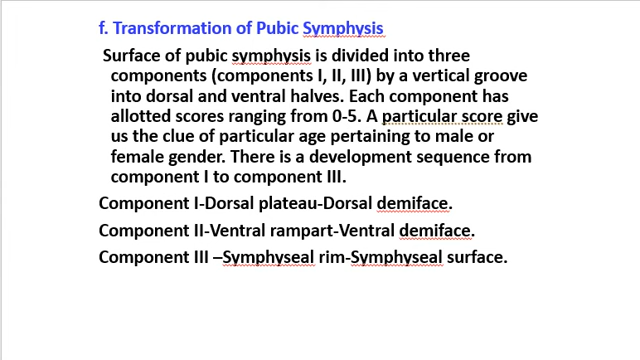 f. Transformation of Pubic Symphysis
Surface of pubic symphysis is divided into three
components (components I, II, III) by a vertical groove
into dorsal and ventral halves. Each component has
allotted scores ranging from 0-5. A particular score give
us the clue of particular age pertaining to male or
female gender. There is a development sequence from
component I to component III.
Component I-Dorsal plateau-Dorsal demiface.
Component II-Ventral rampart-Ventral demiface.
Component III –Symphyseal rim-Symphyseal surface.